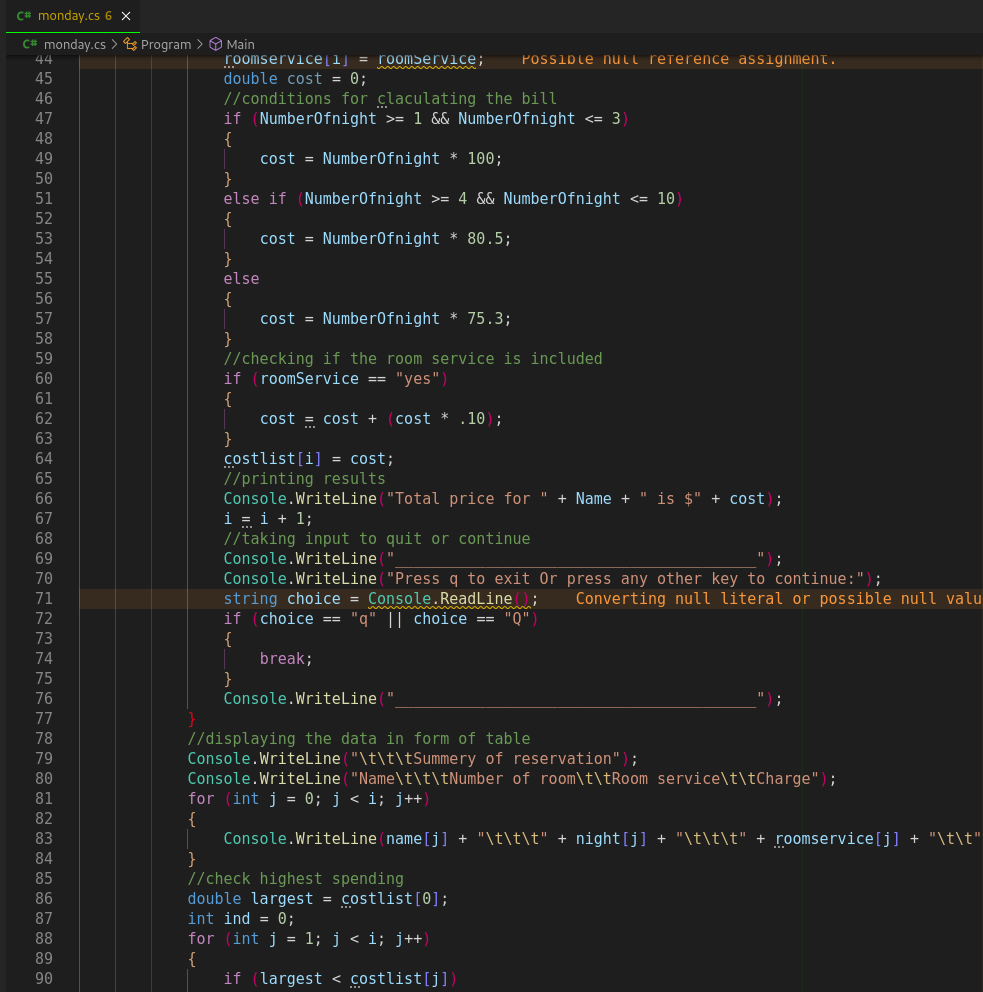 C# monday.cs 6 ×
C# monday.cs > Program > Main
44 roomservice[i] = roomService; Possible null reference assignment.
45 double cost = 0;
46 //conditions for claculating the bill
47 if (NumberOfnight >= 1 && NumberOfnight <= 3)
48 {
49 cost = NumberOfnight * 100;
50 }
51 else if (NumberOfnight >= 4 && NumberOfnight <= 10)
52 {
53 cost = NumberOfnight * 80.5;
54 }
55 else
56 {
57 cost = NumberOfnight * 75.3;
58 }
59 //checking if the room service is included
60 if (roomService == "yes")
61 {
62 cost = cost + (cost * .10);
63 }
64 costlist[i] = cost;
65 //printing results
66 Console.WriteLine("Total price for " + Name + " is $" + cost);
67 i = i + 1;
68 //taking input to quit or continue
69 Console.WriteLine("________________________________________");
70 Console.WriteLine("Press q to exit Or press any other key to continue:");
71 string choice = Console.ReadLine(); Converting null literal or possible null valu
72 if (choice == "q" || choice == "Q")
73 {
74 break;
75 }
76 Console.WriteLine("________________________________________");
77 }
78 //displaying the data in form of table
79 Console.WriteLine("\t\t\tSummery of reservation");
80 Console.WriteLine("Name\t\t\tNumber of room\t\tRoom service\t\tCharge");
81 for (int j = 0; j < i; j++)
82 {
83 Console.WriteLine(name[j] + "\t\t\t" + night[j] + "\t\t\t" + roomservice[j] + "\t\t"
84 }
85 //check highest spending
86 double largest = costlist[0];
87 int ind = 0;
88 for (int j = 1; j < i; j++)
89 {
90 if (largest < costlist[j])